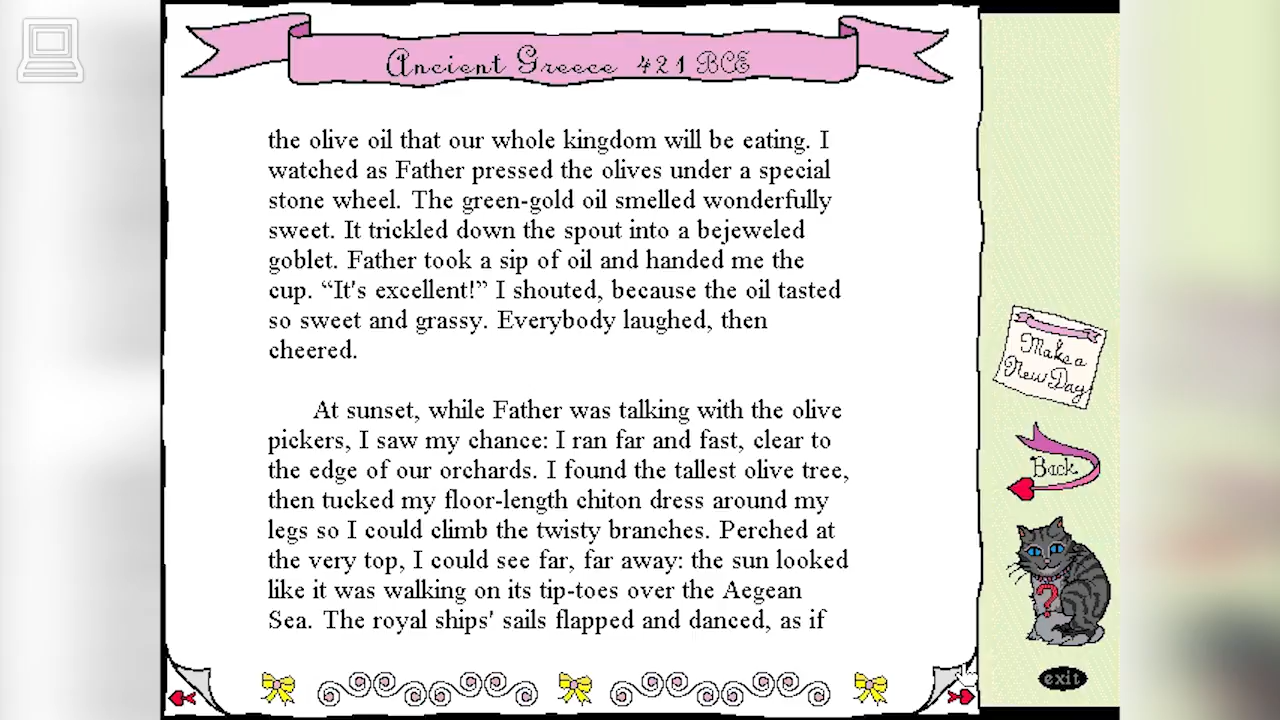 Ancient Greece 421 BCE
the olive oil that our whole kingdom will be eating. I
watched as Father pressed the olives under a special
stone wheel. The green-gold oil smelled wonderfully
sweet. It trickled down the spout into a bejeweled
goblet. Father took a sip of oil and handed me the
cup. “It's excellent!” I shouted, because the oil tasted
so sweet and grassy. Everybody laughed, then
cheered.
At sunset, while Father was talking with the olive
pickers, I saw my chance: I ran far and fast, clear to
the edge of our orchards. I found the tallest olive tree,
then tucked my floor-length chiton dress around my
legs so I could climb the twisty branches. Perched at
the very top, I could see far, far away: the sun looked
like it was walking on its tip-toes over the Aegean
Sea. The royal ships' sails flapped and danced, as if
Make a
New Day
Back
?
exit